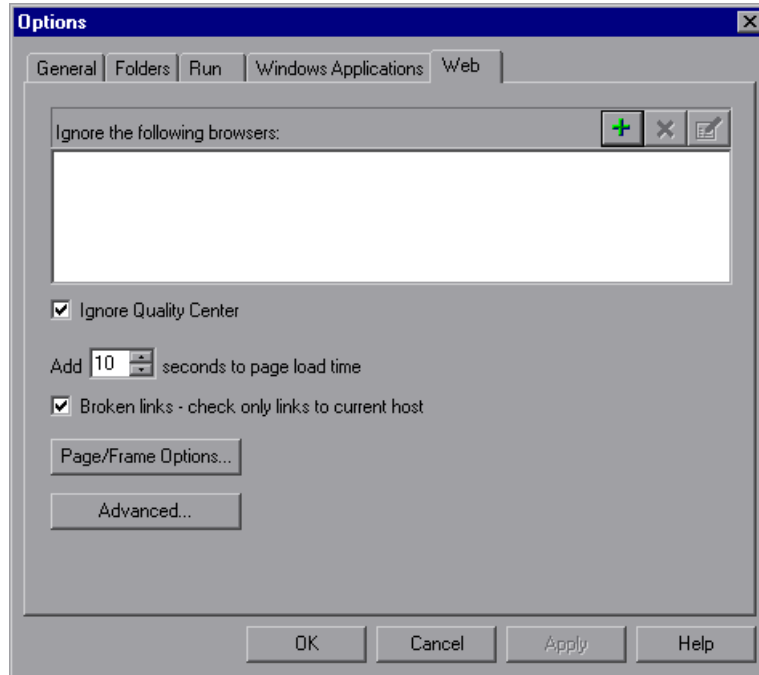 Options
General Folders Run Windows Applications Web
Ignore the following browsers:
Ignore Quality Center
Add 10 seconds to page load time
Broken links - check only links to current host
Page/Frame Options...
Advanced...
OK Cancel Apply Help